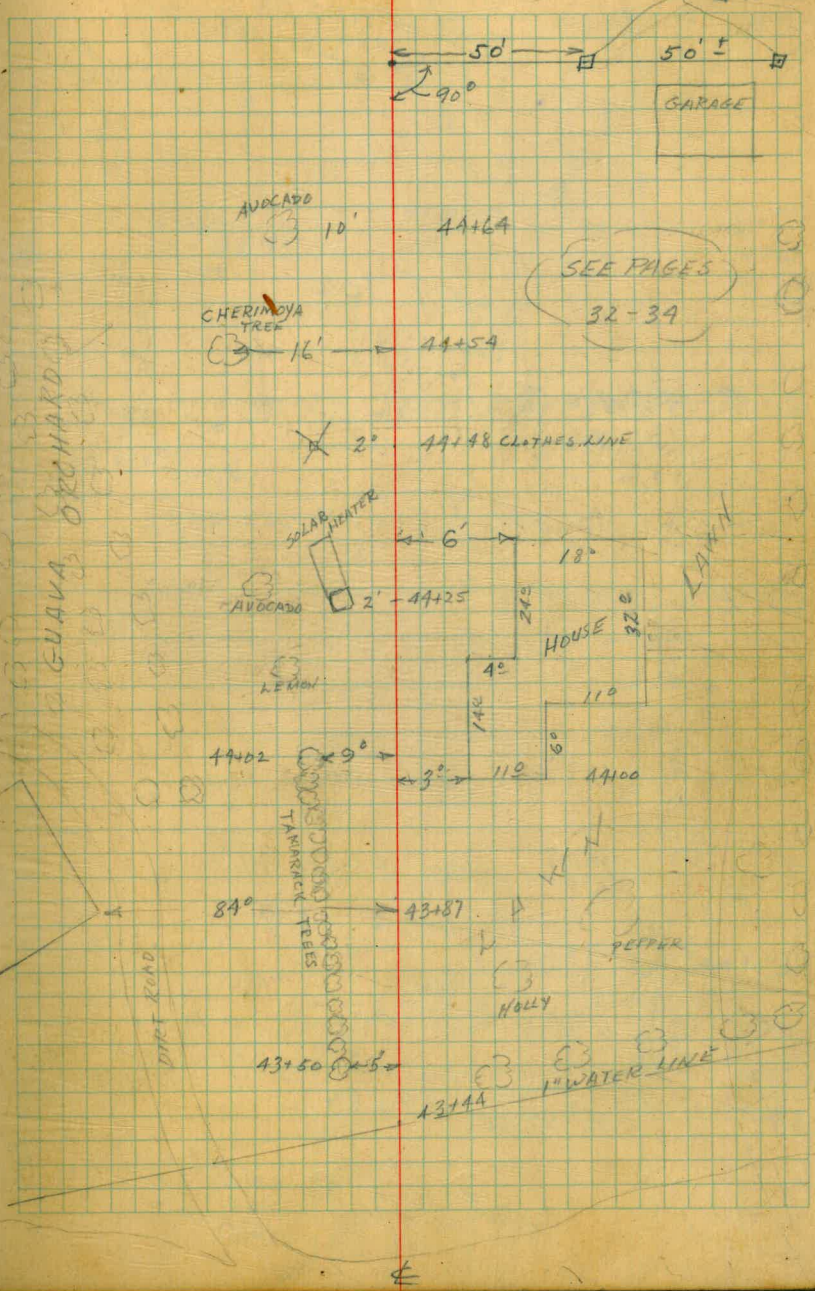 50' 50' ±
90°
GARAGE
AVOCADO
10' 44+64
SEE PAGES
32-34
CHERIMOYA
TREE
16' 44+54
GUAVA ORCHARD
2° 44+48 CLOTHES LINE
SOLAR
HEATER
6'
18°
LAWN
AVOCADO
2' - 44+25
24°
HOUSE
32°
4°
LEMON
14°
11°
6°
44+02 9°
3° 11° 44+00
TAMARACK TREES
LAWN
84° 43+87
PEPPER
DIRT ROAD
HOLLY
43+50 5'
1" WATER LINE
43+44
℄